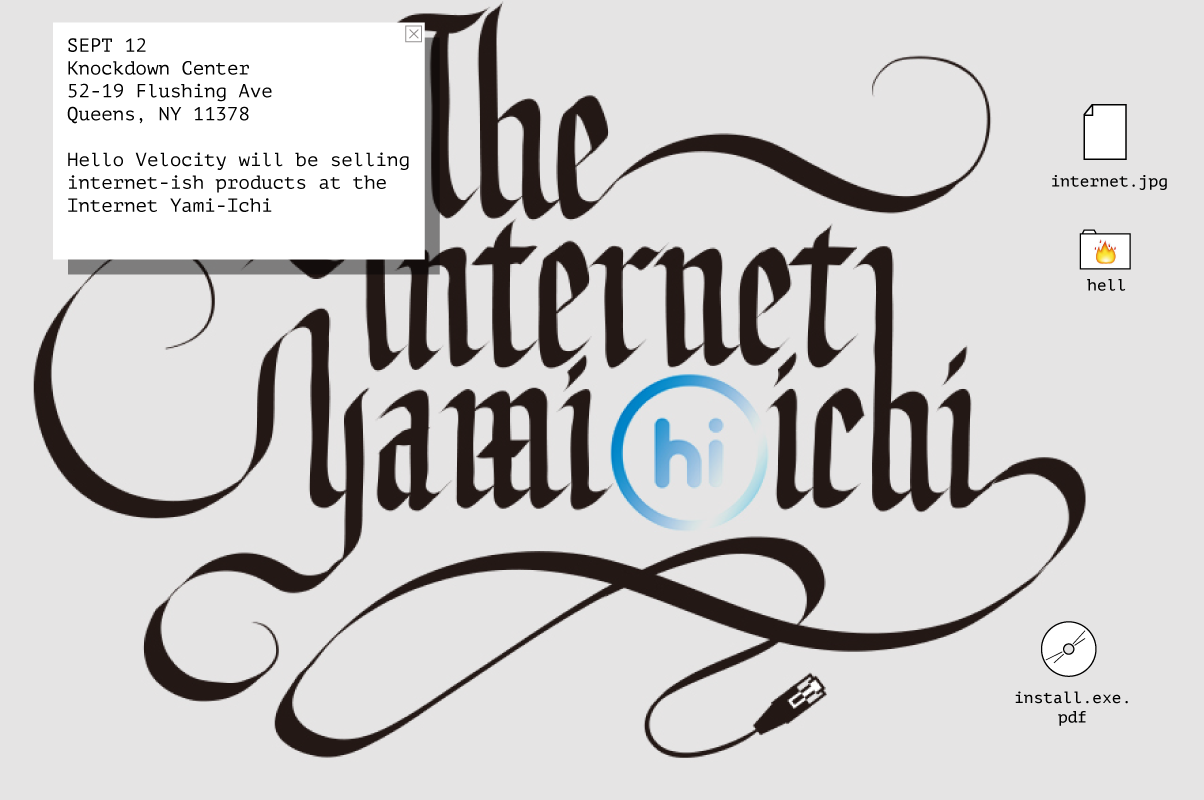 SEPT 12
Knockdown Center
52-19 Flushing Ave
Queens, NY 11378
Hello Velocity will be selling
internet-ish products at the
Internet Yami-Ichi
The
internet
yami hi ichi
internet.jpg
hell
install.exe.
pdf